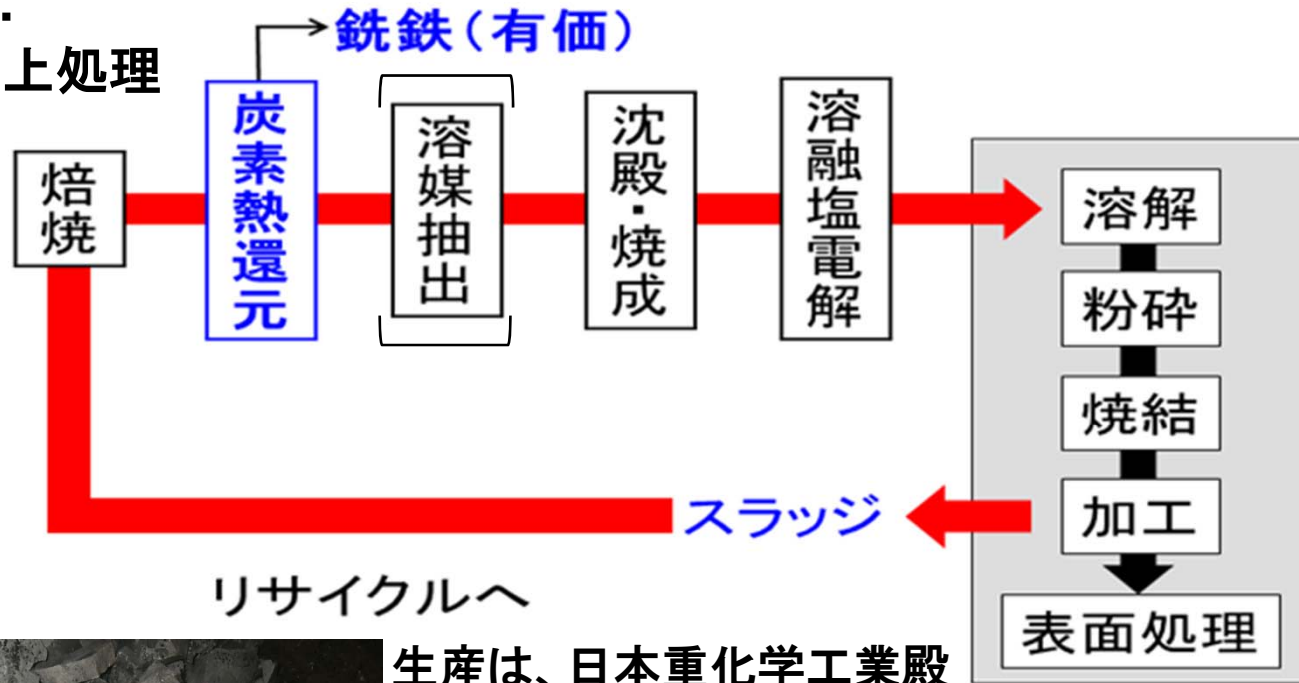 上処理
銑鉄（有価）
焙焼
炭素熱還元
溶媒抽出
沈殿・焼成
溶融塩電解
溶解
粉砕
焼結
加工
表面処理
スラッジ
リサイクルへ
生産は、日本重化学工業殿